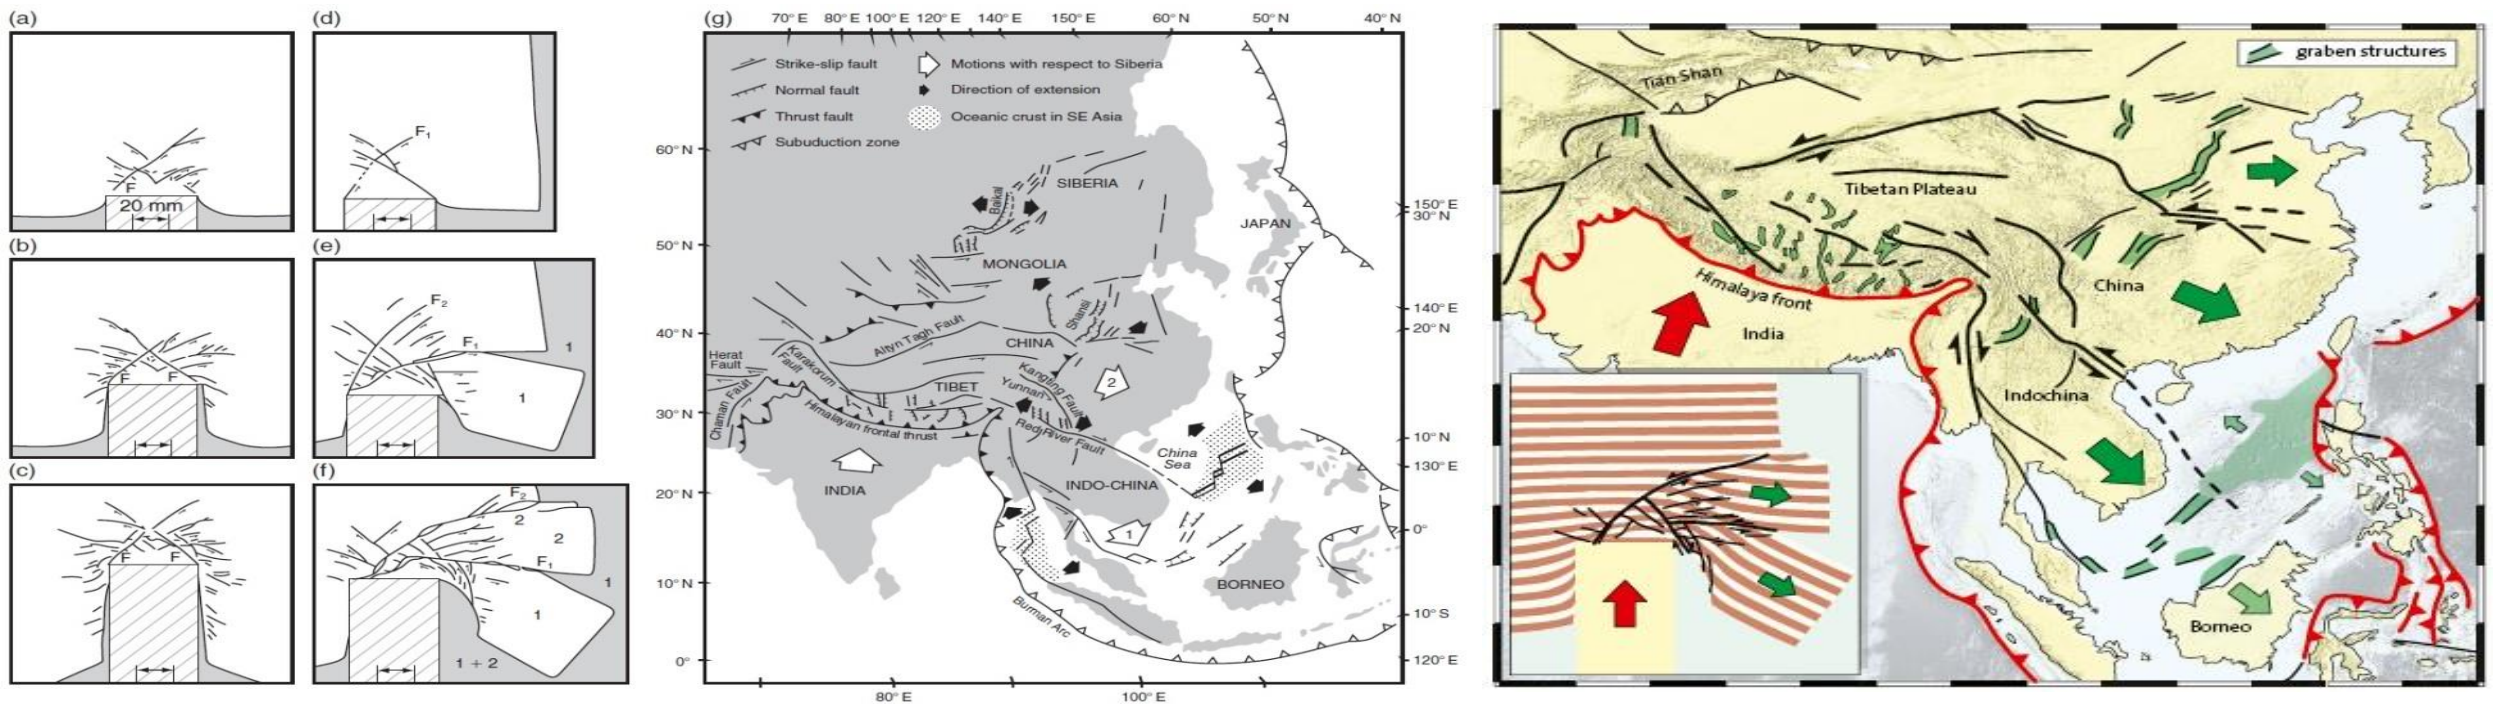 (a)
F
20 mm
(b)
F F
(c)
F F
(d)
F1
(e)
F2
F1
1
1
(f)
F2
2
2
F1
1
1
1 + 2
(g)
70° E 80° E 100° E 120° E 140° E 150° E 60° N 50° N 40° N
Strike-slip fault
Normal fault
Thrust fault
Subuduction zone
Motions with respect to Siberia
Direction of extension
Oceanic crust in SE Asia
60° N
50° N
40° N
30° N
20° N
10° N
0°
150° E
30° N
140° E
20° N
10° N
130° E
0°
10° S
120° E
80° E 100° E
SIBERIA
Baikal
JAPAN
MONGOLIA
Shansi
Altyn Tagh Fault
CHINA
Herat
Fault
Karakorum
Fault
Chaman Fault
TIBET
Kangting Fault
Yunnan
2
Himalayan frontal thrust
Red River Fault
China
Sea
INDIA
INDO-CHINA
1
BORNEO
Burman Arc
graben structures
Tian Shan
Tibetan Plateau
Himalaya front
China
India
Indochina
Borneo